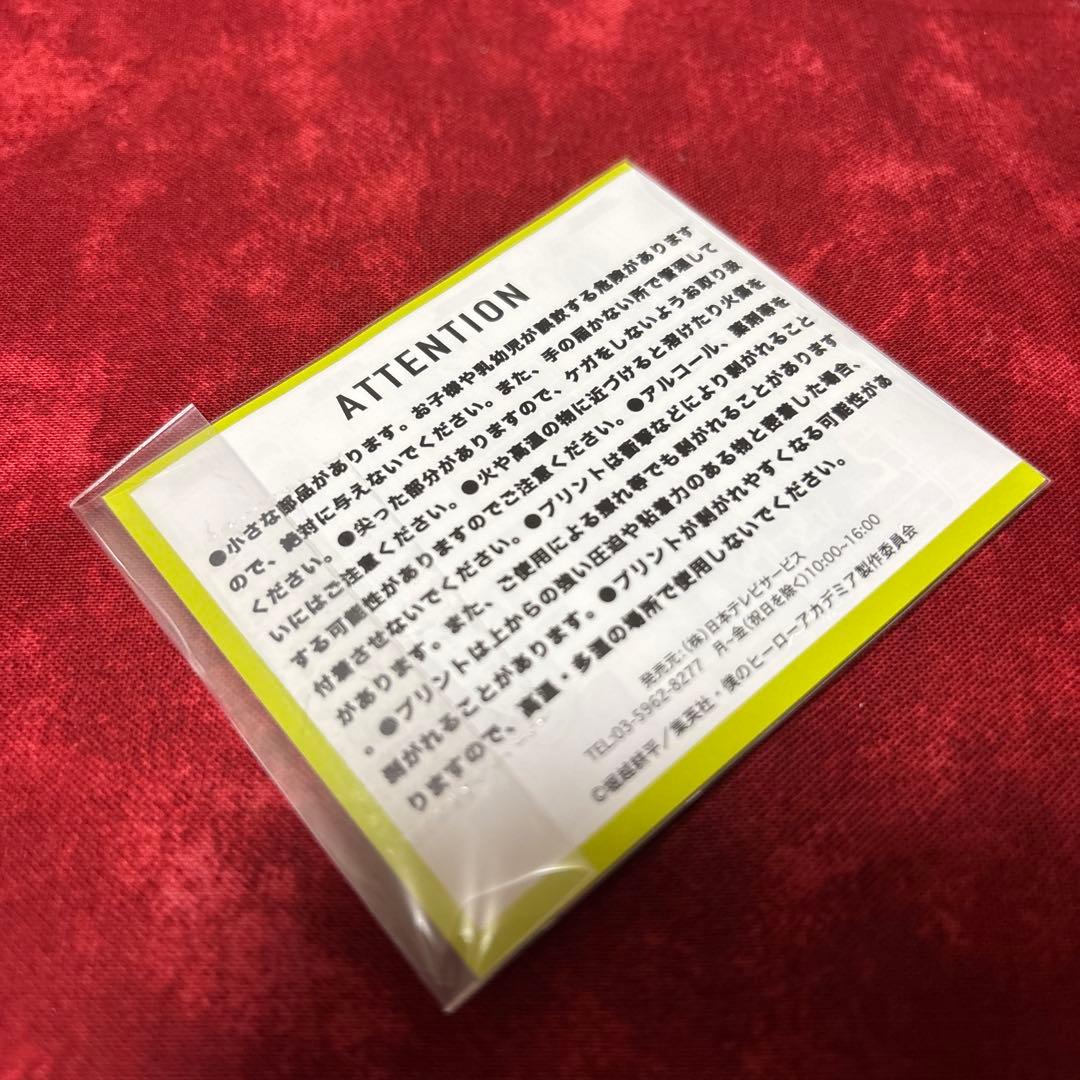 ATTENTION
●小さな部品があります。お子様や乳幼児が誤飲する危険があります
ので、絶対に与えないでください。また、手の届かない所で管理して
ください。●尖った部分がありますので、ケガをしないようお取り扱
いにはご注意ください。●火や高温の物に近づけると溶けたり火傷を
する可能性がありますのでご注意ください。●アルコール、薬剤等を
付着させないでください。●プリントは摩擦などにより剥がれること
があります。また、ご使用による擦れ等でも剥がれることがあります
。●プリントは上からの強い圧迫や粘着力のある物と密着した場合、
剥がれることがあります。●プリントが剥がれやすくなる可能性があ
りますので、高温・多湿の場所で使用しないでください。
発売元:(株)日本テレビサービス
TEL:03-5962-8277 月~金(祝日を除く)10:00~16:00
©堀越耕平/集英社・僕のヒーローアカデミア製作委員会